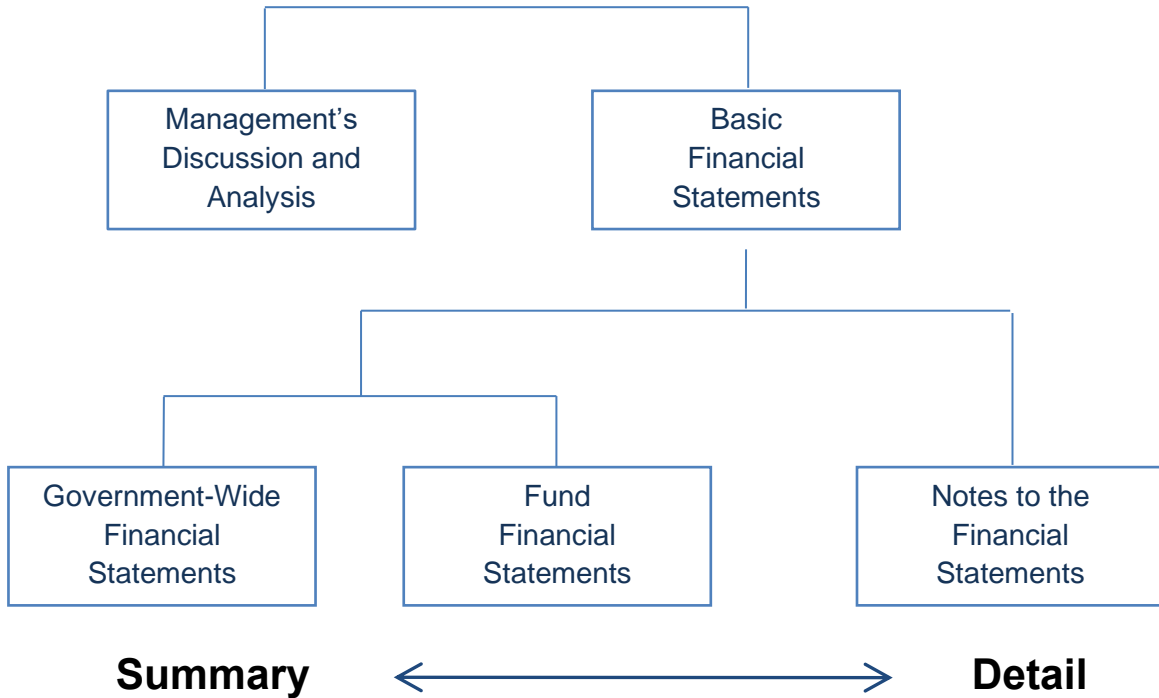 Management’s
Discussion and
Analysis
Basic
Financial
Statements
Government-Wide
Financial
Statements
Fund
Financial
Statements
Notes to the
Financial
Statements
Summary
Detail